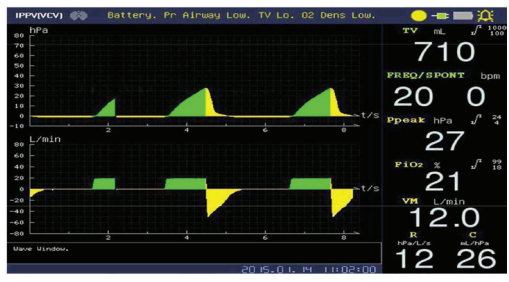 IPPV(VCV) Battery. Pr Airway Low. TV Lo. O2 Dens Low.
hPa
80
70
60
50
40
30
20
10
0
-10
t/s
2 4 6 8
L/min
80
60
40
20
0
-20
-40
-60
-80
t/s
2 4 6 8
Wave Window.
2015.01.14 11:02:00
TV mL 1000 100
710
FREQ/SPONT bpm
20 0
Ppeak hPa 24 4
27
FiO2 % 99 18
21
VM L/min
12.0
R C
hPa/L/s mL/hPa
12 26